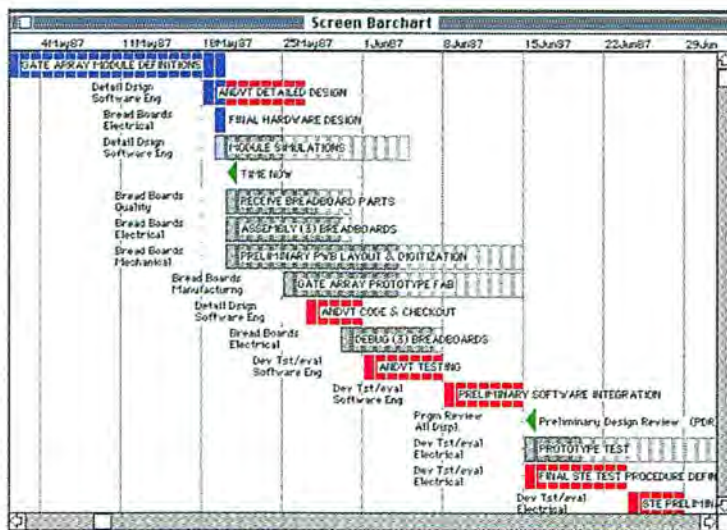 Screen Barchart
4May87 11May87 18May87 25May87 1Jun87 8Jun87 15Jun87 22Jun87 29Jun
GATE ARRAY MODULE DEFINITIONS
Detail Dsign
Software Eng
ANDVT DETAILED DESIGN
Bread Boards
Electrical
FINAL HARDWARE DESIGN
Detail Dsign
Software Eng
MODULE SIMULATIONS
TIME NOW
Bread Boards
Quality
RECEIVE BREADBOARD PARTS
Bread Boards
Electrical
ASSEMBLY (3) BREADBOARDS
Bread Boards
Mechanical
PRELIMINARY PWB LAYOUT & DIGITIZATION
Bread Boards
Manufacturng
GATE ARRAY PROTOTYPE FAB
Detail Dsign
Software Eng
ANDVT CODE & CHECKOUT
Bread Boards
Electrical
DEBUG (3) BREADBOARDS
Dev Tst/eval
Software Eng
ANDVT TESTING
Dev Tst/eval
Software Eng
PRELIMINARY SOFTWARE INTEGRATION
Prgm Review
All Displ.
Preliminary Design Review (PDR
Dev Tst/eval
Electrical
PROTOTYPE TEST
Dev Tst/eval
Electrical
FINAL STE TEST PROCEDURE DEFIN
Dev Tst/eval
Electrical
STE PRELIMIN